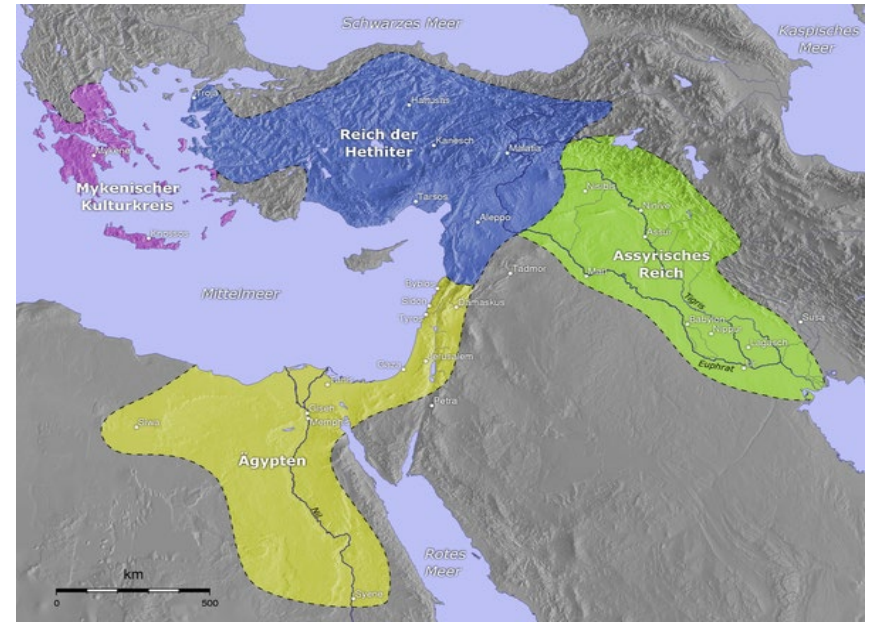 Schwarzes Meer
Kaspisches
Meer
Troja
Hattusas
Reich der
Hethiter
Kanesch
Malatia
Mykene
Mykenischer
Kulturkreis
Knossos
Tarsos
Aleppo
Nisibis
Ninive
Assur
Assyrisches
Reich
Mari
Tadmor
Mittelmeer
Byblos
Sidon
Tyros
Damaskus
Tigris
Babylon
Nippur
Lagasch
Susa
Euphrat
Gaza
Jerusalem
Petra
Giseh
Memphis
Siwa
Ägypten
Nil
Rotes
Meer
Syene
km
0
500